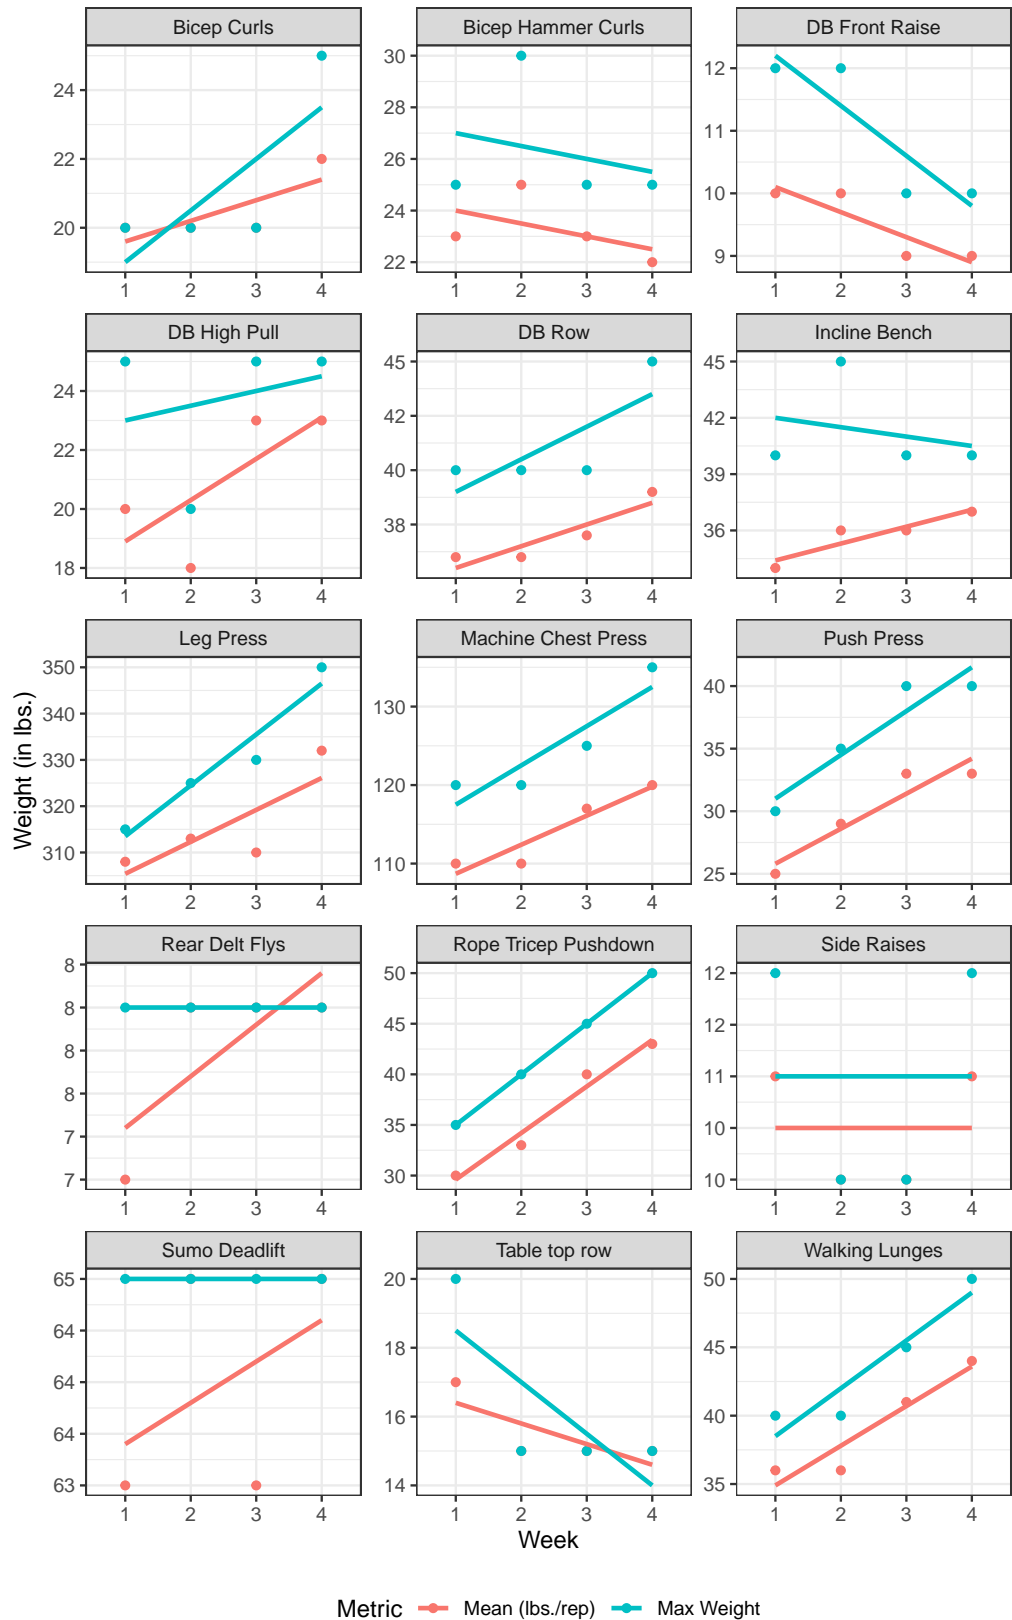 Bicep Curls
Bicep Hammer Curls
DB Front Raise
24
22
20
1 2 3 4
30
28
26
24
22
1 2 3 4
12
11
10
9
1 2 3 4
DB High Pull
DB Row
Incline Bench
24
22
20
18
1 2 3 4
45
42
40
38
1 2 3 4
45
42
39
36
1 2 3 4
Leg Press
Machine Chest Press
Push Press
350
340
330
320
310
1 2 3 4
130
120
110
1 2 3 4
40
35
30
25
1 2 3 4
Weight (in lbs.)
Rear Delt Flys
Rope Tricep Pushdown
Side Raises
8
8
8
8
7
7
1 2 3 4
50
45
40
35
30
1 2 3 4
12
12
11
10
10
1 2 3 4
Sumo Deadlift
Table top row
Walking Lunges
65
64
64
64
63
1 2 3 4
20
18
16
14
1 2 3 4
50
45
40
35
1 2 3 4
Week
Metric Mean (lbs./rep) Max Weight